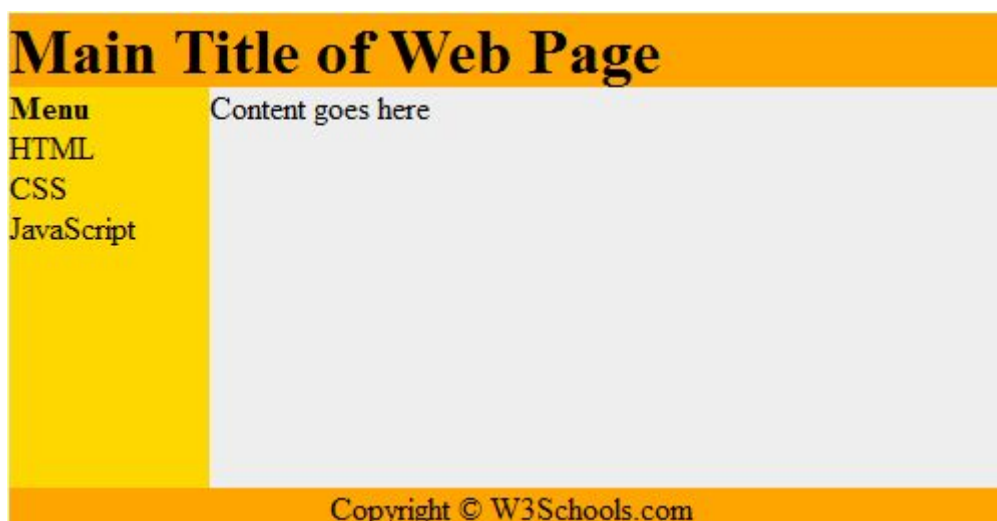 Main Title of Web Page
Menu
HTML
CSS
JavaScript
Content goes here
Copyright © W3Schools.com